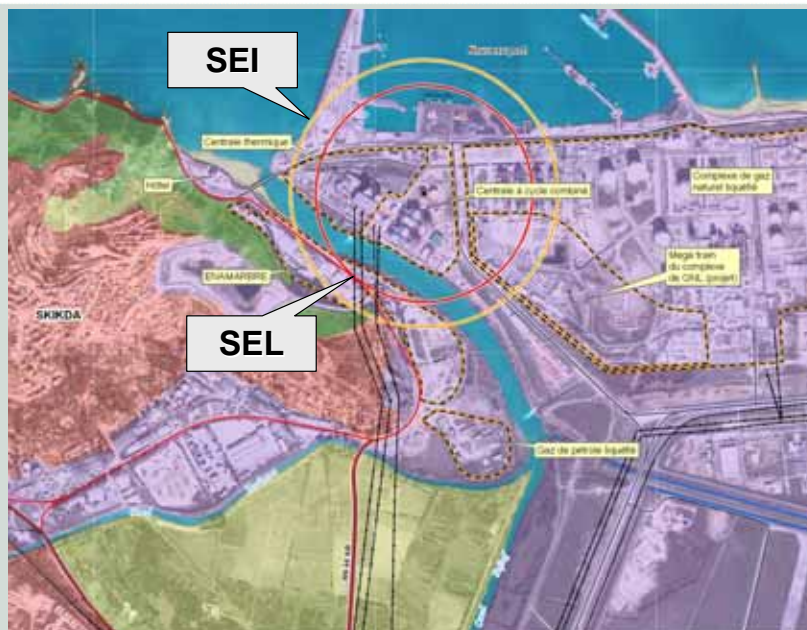 SEI
Centrale thermique
Hôtel
Centrale à cycle combiné
Complexe de gaz
naturel liquéfié
Mega train
du complexe
de GNL (projet)
ENAMARBRE
SKIKDA
SEL
Gaz de pétrole liquéfié